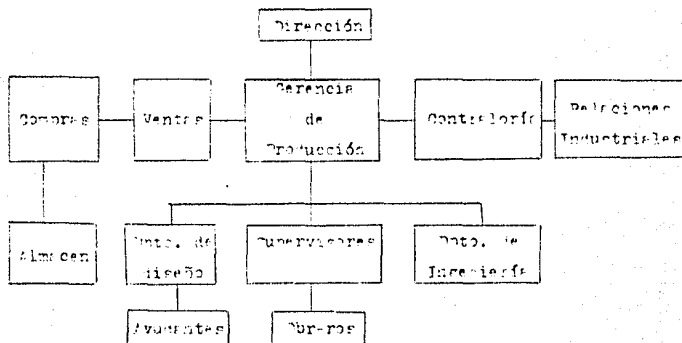 Dirección
Compras
Ventas
Gerencia
de
Producción
Contraloría
Relaciones
Industriales
Almacen
Dpto. de
diseño
Supervisores
Dpto. de
Ingeniería
Ayudantes
Obreros